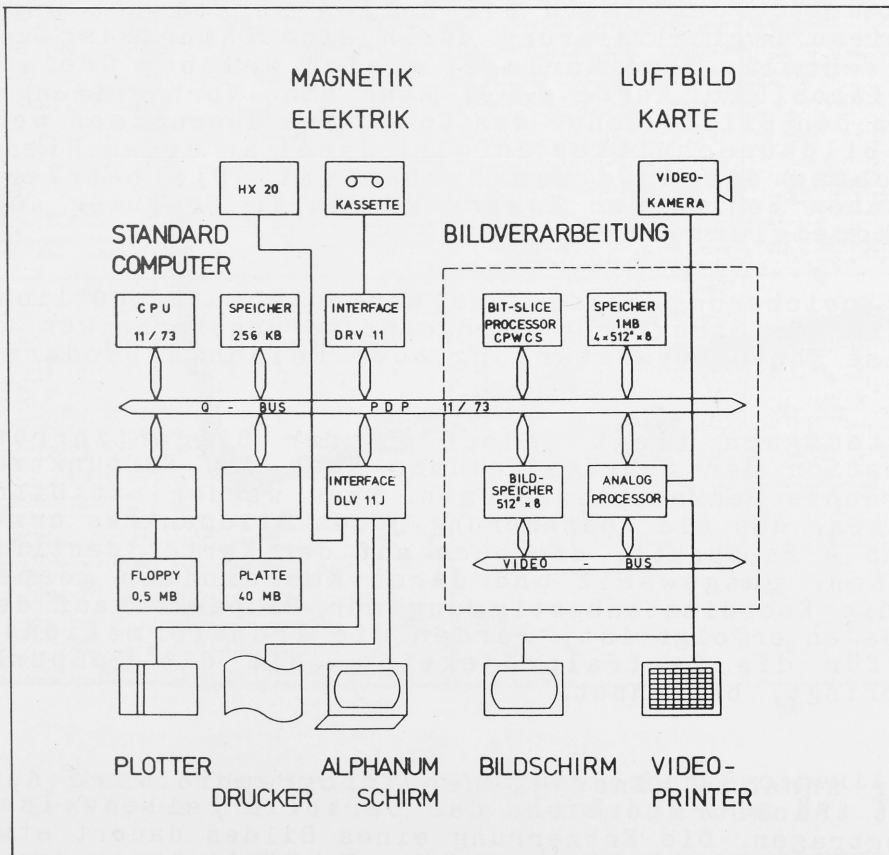 MAGNETIK
ELEKTRIK
LUFTBILD
KARTE
HX 20
KASSETTE
VIDEO-
KAMERA
STANDARD
COMPUTER
BILDVERARBEITUNG
CPU
11/73
SPEICHER
256 KB
INTERFACE
DRV 11
BIT-SLICE
PROCESSOR
CPWCS
SPEICHER
1MB
4×512²×8
Q - BUS PDP 11/73
INTERFACE
DLV 11 J
BILD-
SPEICHER
512²×8
ANALOG
PROCESSOR
VIDEO - BUS
FLOPPY
0,5 MB
PLATTE
40 MB
PLOTTER
DRUCKER
ALPHANUM
SCHIRM
BILDSCHIRM
VIDEO-
PRINTER